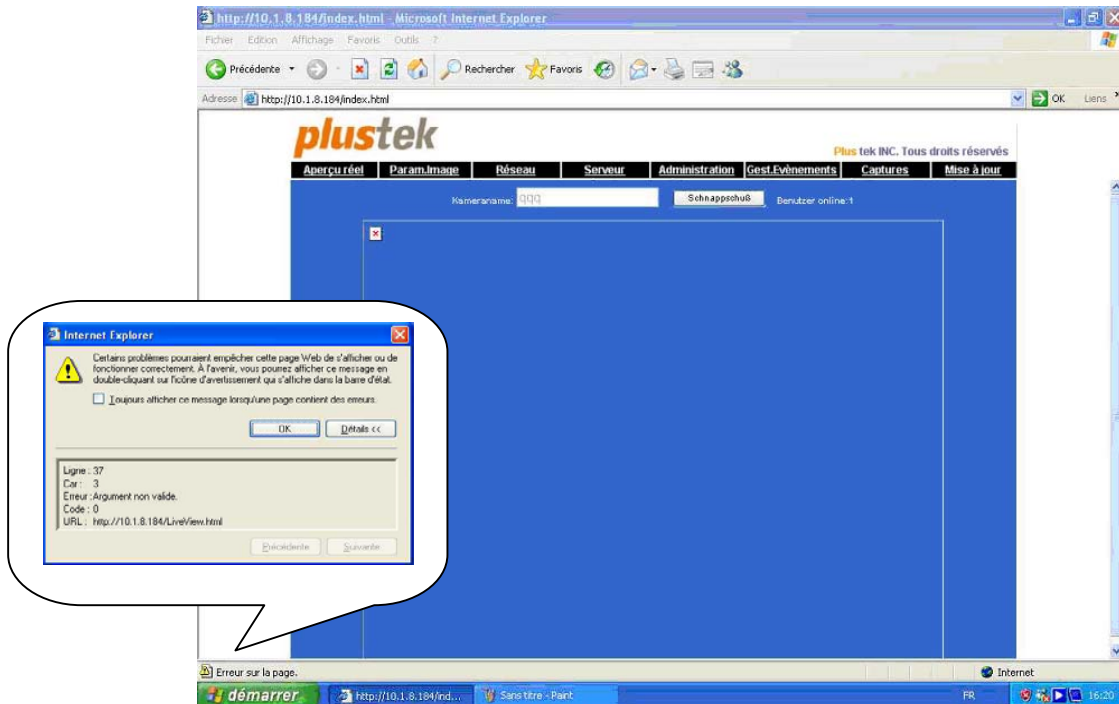 http://10.1.8.184/index.html - Microsoft Internet Explorer
Fichier Edition Affichage Favoris Outils ?
Précédente Rechercher Favoris
Adresse http://10.1.8.184/index.html OK Liens
plustek
Plus tek INC. Tous droits réservés
Aperçu réel Param.Image Réseau Serveur Administration Gest.Evènements Captures Mise à jour
Kameraname: qqq Schnappschuß Benutzer online:1
Internet Explorer
Certains problèmes pourraient empêcher cette page Web de s'afficher ou de
fonctionner correctement. À l'avenir, vous pourrez afficher ce message en
double-cliquant sur l'icône d'avertissement qui s'affiche dans la barre d'état.
Toujours afficher ce message lorsqu'une page contient des erreurs.
OK Détails <<
Ligne : 37
Car : 3
Erreur :Argument non valide.
Code : 0
URL : http://10.1.8.184/LiveView.html
Précédente Suivante
Erreur sur la page. Internet
démarrer http://10.1.8.184/ind... Sans titre - Paint FR 16:20